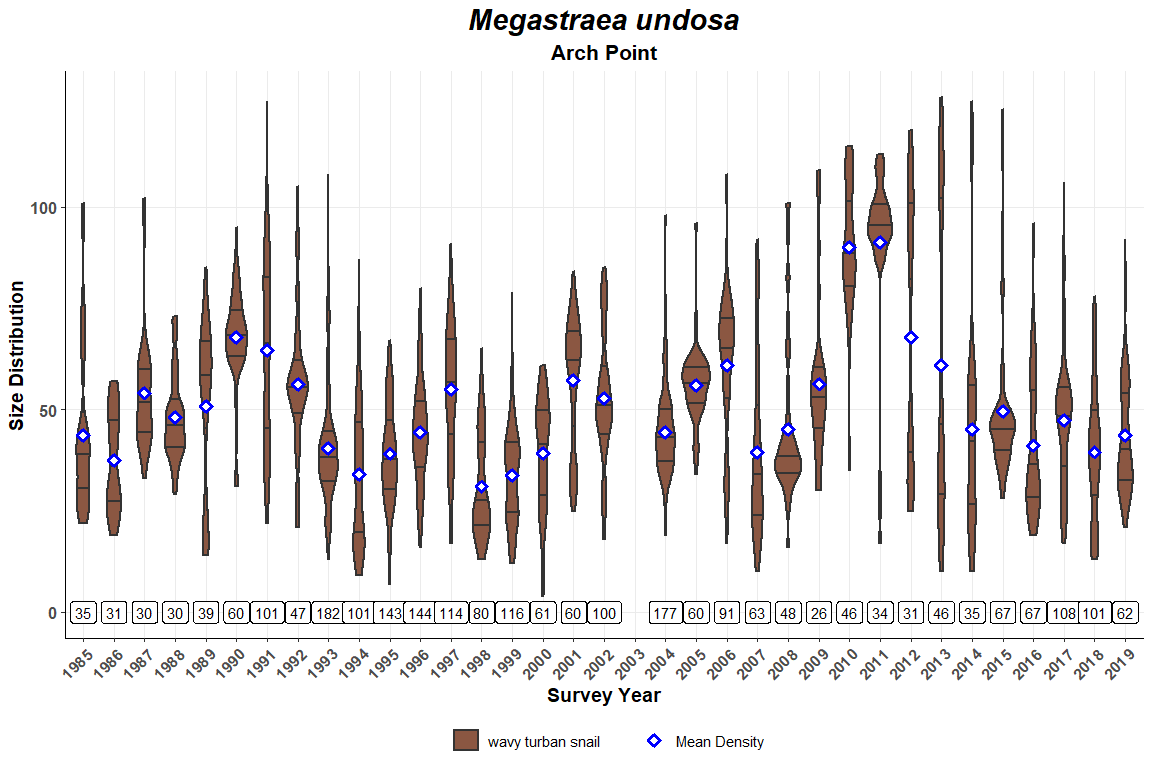 Megastraea undosa
Arch Point
Size Distribution
100
50
0
35 31 30 30 39 60 101 47 182 101 143 144 114 80 116 61 60 100 177 60 91 63 48 26 46 34 31 46 35 67 67 108 101 62
1985 1986 1987 1988 1989 1990 1991 1992 1993 1994 1995 1996 1997 1998 1999 2000 2001 2002 2003 2004 2005 2006 2007 2008 2009 2010 2011 2012 2013 2014 2015 2016 2017 2018 2019
Survey Year
wavy turban snail Mean Density